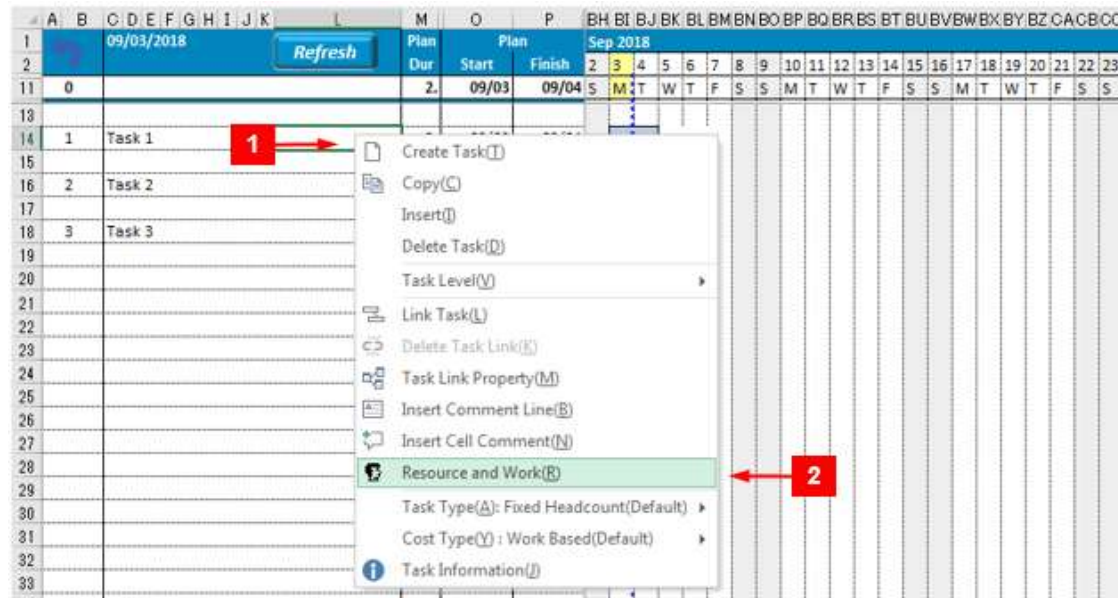 A B C D E F G H I J K L M O P BH BI BJ BK BL BM BN BO BP BQ BR BS BT BU BV BW BX BY BZ CA CB CC
1 09/03/2018 Refresh Plan Plan Sep 2018
2 Dur Start Finish 2 3 4 5 6 7 8 9 10 11 12 13 14 15 16 17 18 19 20 21 22 23
11 0 2. 09/03 09/04 S M T W T F S S M T W T F S S M T W T F S S
13
14 1 Task 1
1
15
16 2 Task 2
17
18 3 Task 3
19
20
21
22
23
24
25
26
27
28
29
30
31
32
33
Create Task(T)
Copy(C)
Insert(I)
Delete Task(D)
Task Level(V)
Link Task(L)
Delete Task Link(K)
Task Link Property(M)
Insert Comment Line(B)
Insert Cell Comment(N)
Resource and Work(R)
2
Task Type(A): Fixed Headcount(Default)
Cost Type(Y) : Work Based(Default)
Task Information(J)